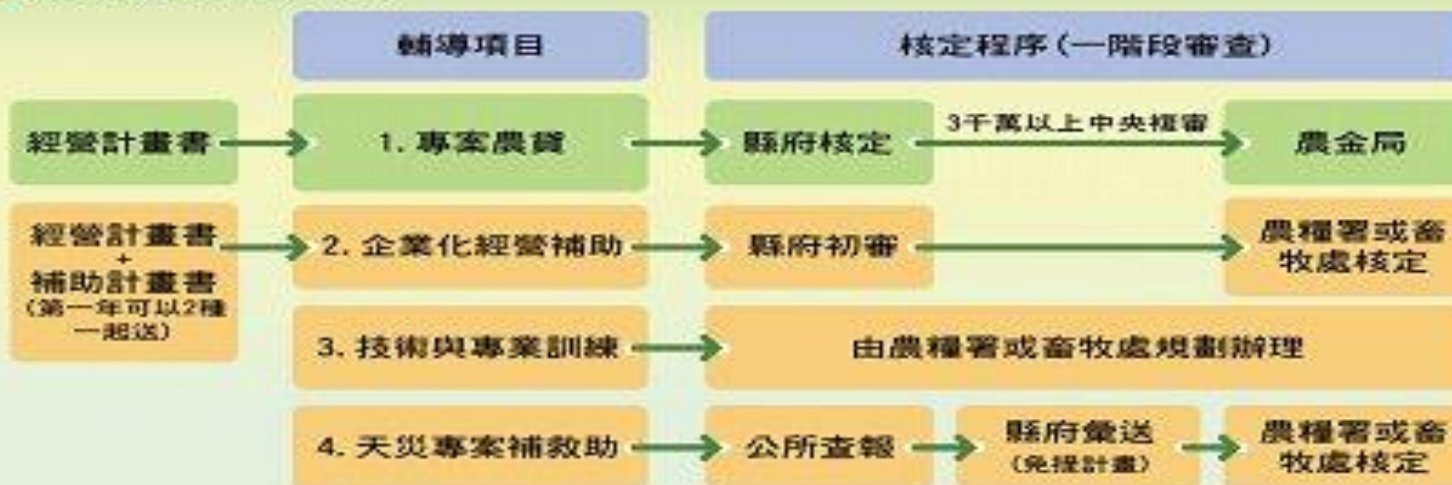 輔導項目
核定程序(一階段審查)
經營計畫書
1. 專案農貸
縣府核定
3千萬以上中央複審
農金局
經營計畫書
+
補助計畫書
(第一年可以2種
一起送)
2. 企業化經營補助
縣府初審
農糧署或畜
牧處核定
3. 技術與專業訓練
由農糧署或畜牧處規劃辦理
4. 天災專案補救助
公所查報
縣府彙送
(免提計畫)
農糧署或畜
牧處核定